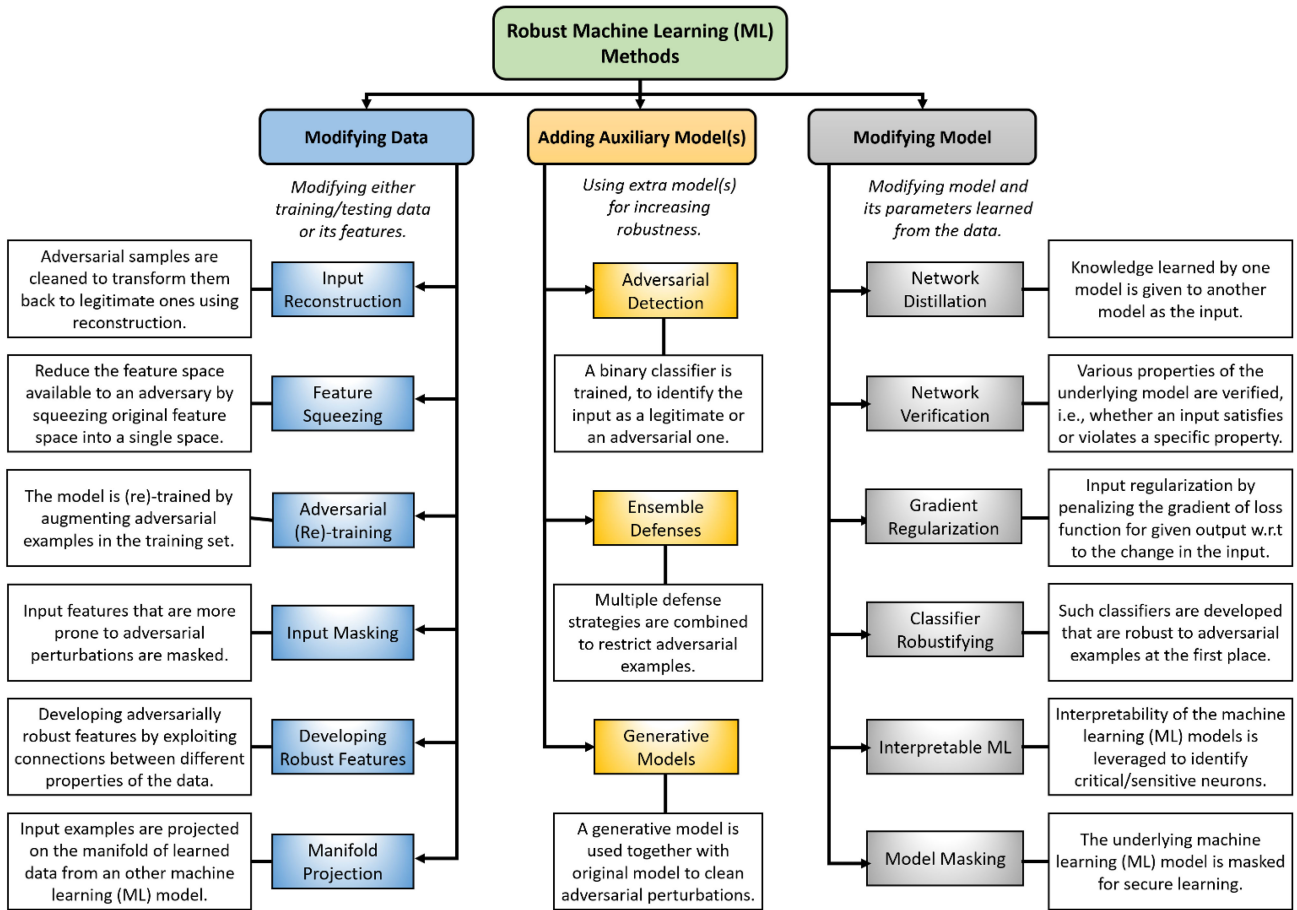 Robust Machine Learning (ML)
Methods
Modifying Data
Modifying either
training/testing data
or its features.
Adversarial samples are
cleaned to transform them
back to legitimate ones using
reconstruction.
Input
Reconstruction
Reduce the feature space
available to an adversary by
squeezing original feature
space into a single space.
Feature
Squeezing
The model is (re)-trained by
augmenting adversarial
examples in the training set.
Adversarial
(Re)-training
Input features that are more
prone to adversarial
perturbations are masked.
Input Masking
Developing adversarially
robust features by exploiting
connections between different
properties of the data.
Developing
Robust Features
Input examples are projected
on the manifold of learned
data from an other machine
learning (ML) model.
Manifold
Projection
Adding Auxiliary Model(s)
Using extra model(s)
for increasing
robustness.
Adversarial
Detection
A binary classifier is
trained, to identify the
input as a legitimate or
an adversarial one.
Ensemble
Defenses
Multiple defense
strategies are combined
to restrict adversarial
examples.
Generative
Models
A generative model is
used together with
original model to clean
adversarial perturbations.
Modifying Model
Modifying model and
its parameters learned
from the data.
Network
Distillation
Knowledge learned by one
model is given to another
model as the input.
Network
Verification
Various properties of the
underlying model are verified,
i.e., whether an input satisfies
or violates a specific property.
Gradient
Regularization
Input regularization by
penalizing the gradient of loss
function for given output w.r.t
to the change in the input.
Classifier
Robustifying
Such classifiers are developed
that are robust to adversarial
examples at the first place.
Interpretable ML
Interpretability of the machine
learning (ML) models is
leveraged to identify
critical/sensitive neurons.
Model Masking
The underlying machine
learning (ML) model is masked
for secure learning.